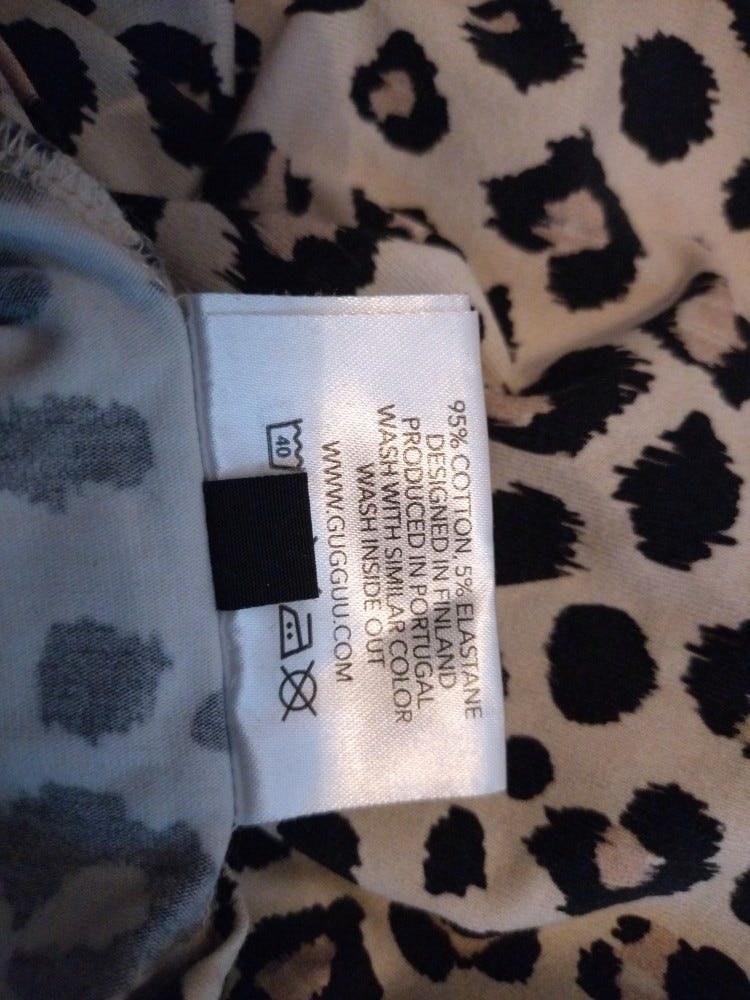 95% COTTON, 5% ELASTANE
DESIGNED IN FINLAND
PRODUCED IN PORTUGAL
WASH WITH SIMILAR COLOR
WASH INSIDE OUT
WWW.GUGGUU.COM
40